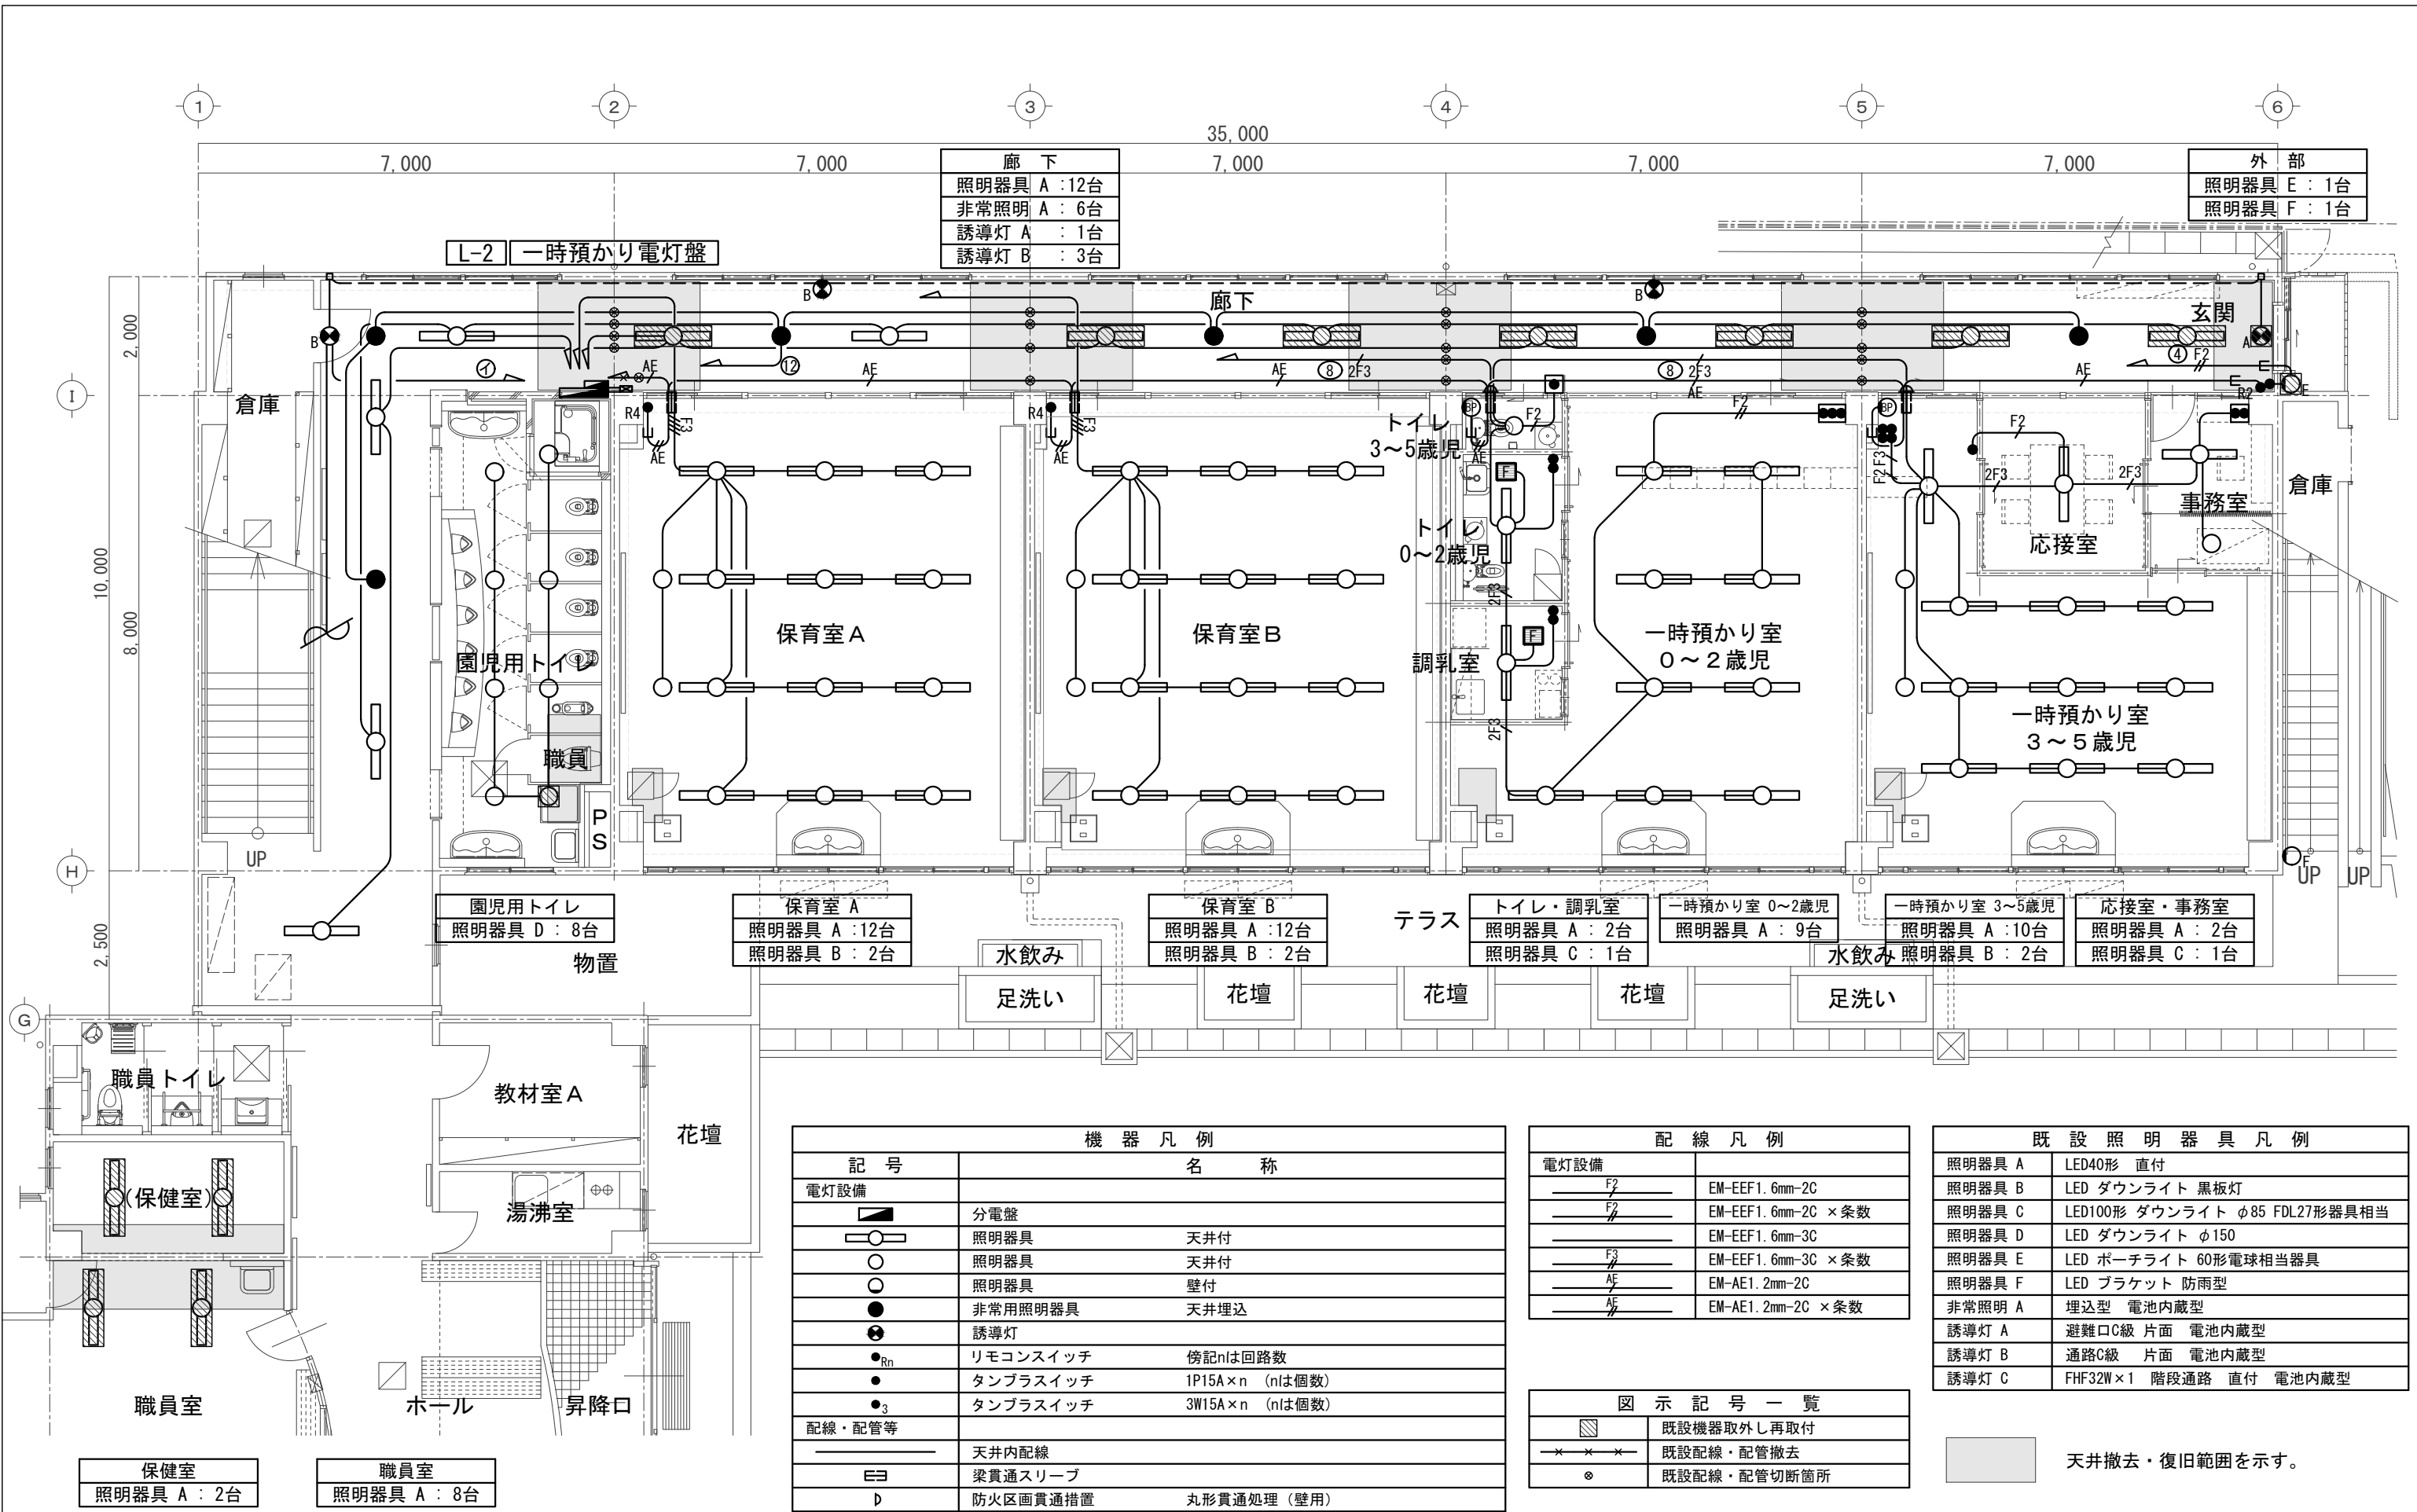 1 2 3 4 5 6
35,000
7,000 7,000 7,000 7,000 7,000
廊 下
照明器具 A :12台
非常照明 A : 6台
誘導灯 A : 1台
誘導灯 B : 3台
外 部
照明器具 E : 1台
照明器具 F : 1台
L-2 一時預かり電灯盤
B B
廊下
玄関
2,000
B
A
イ
AE
12
AE
AE
8
2F3
8
2F3
AE
4
F2
AE
E
R2
I
倉庫
R4
F3
AE
R4
F3
AE
BP
AE
F2
F2
BP
F2
トイレ
3～5歳児
F
2F3
F2
2F3
2F3
事務室
倉庫
応接室
10,000
8,000
トイレ
0～2歳児
2F3
保育室A
保育室B
園児用トイレ
調乳室
F
一時預かり室
0～2歳児
2F3
一時預かり室
3～5歳児
職員
PS
UP
H
F
UP
UP
2,500
園児用トイレ
照明器具 D : 8台
保育室 A
照明器具 A :12台
照明器具 B : 2台
保育室 B
照明器具 A :12台
照明器具 B : 2台
テラス
トイレ・調乳室
照明器具 A : 2台
照明器具 C : 1台
一時預かり室 0～2歳児
照明器具 A : 9台
一時預かり室 3～5歳児
照明器具 A :10台
照明器具 B : 2台
応接室・事務室
照明器具 A : 2台
照明器具 C : 1台
物置
水飲み
水飲み
足洗い
花壇
花壇
花壇
足洗い
G
職員トイレ
教材室A
花壇
(保健室)
湯沸室
職員室
ホール
昇降口
保健室
照明器具 A : 2台
職員室
照明器具 A : 8台
機 器 凡 例
記 号 名 称
電灯設備
分電盤
照明器具 天井付
照明器具 天井付
照明器具 壁付
非常用照明器具 天井埋込
誘導灯
Rn リモコンスイッチ 傍記nは回路数
タンブラスイッチ 1P15A×n (nは個数)
3 タンブラスイッチ 3W15A×n (nは個数)
配線・配管等
天井内配線
梁貫通スリーブ
防火区画貫通措置 丸形貫通処理(壁用)
配 線 凡 例
電灯設備
F2 EM-EEF1.6mm-2C
F2 EM-EEF1.6mm-2C ×条数
EM-EEF1.6mm-3C
F3 EM-EEF1.6mm-3C ×条数
AE EM-AE1.2mm-2C
AE EM-AE1.2mm-2C ×条数
図 示 記 号 一 覧
既設機器取外し再取付
既設配線・配管撤去
既設配線・配管切断箇所
既 設 照 明 器 具 凡 例
照明器具 A LED40形 直付
照明器具 B LED ダウンライト 黒板灯
照明器具 C LED100形 ダウンライト φ85 FDL27形器具相当
照明器具 D LED ダウンライト φ150
照明器具 E LED ポーチライト 60形電球相当器具
照明器具 F LED ブラケット 防雨型
非常照明 A 埋込型 電池内蔵型
誘導灯 A 避難口C級 片面 電池内蔵型
誘導灯 B 通路C級 片面 電池内蔵型
誘導灯 C FHF32W×1 階段通路 直付 電池内蔵型
天井撤去・復旧範囲を示す。